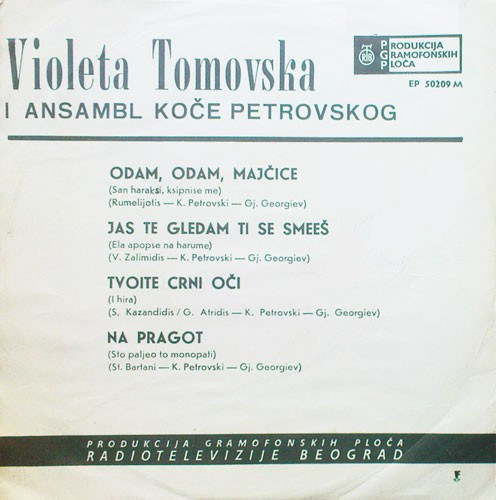 Violeta Tomovska
I ANSAMBL KOČE PETROVSKOG
PGP RTB
PRODUKCIJA
GRAMOFONSKIH
PLOČA
EP 50209 M
ODAM, ODAM, MAJČICE
(San haraksi, ksipnise me)
(Rumelijotis — K. Petrovski — Gj. Georgiev)
JAS TE GLEDAM TI SE SMEEŠ
(Ela apopse na harume)
(V. Zalimidis — K. Petrovski — Gj. Georgiev)
TVOITE CRNI OČI
(I hira)
(S. Kazandidis / G. Atridis — K. Petrovski — Gj. Georgiev)
NA PRAGOT
(Sto paljeo to monopati)
(St. Bartani — K. Petrovski — Gj. Georgiev)
PRODUKCIJA GRAMOFONSKIH PLOČA
RADIOTELEVIZIJE BEOGRAD